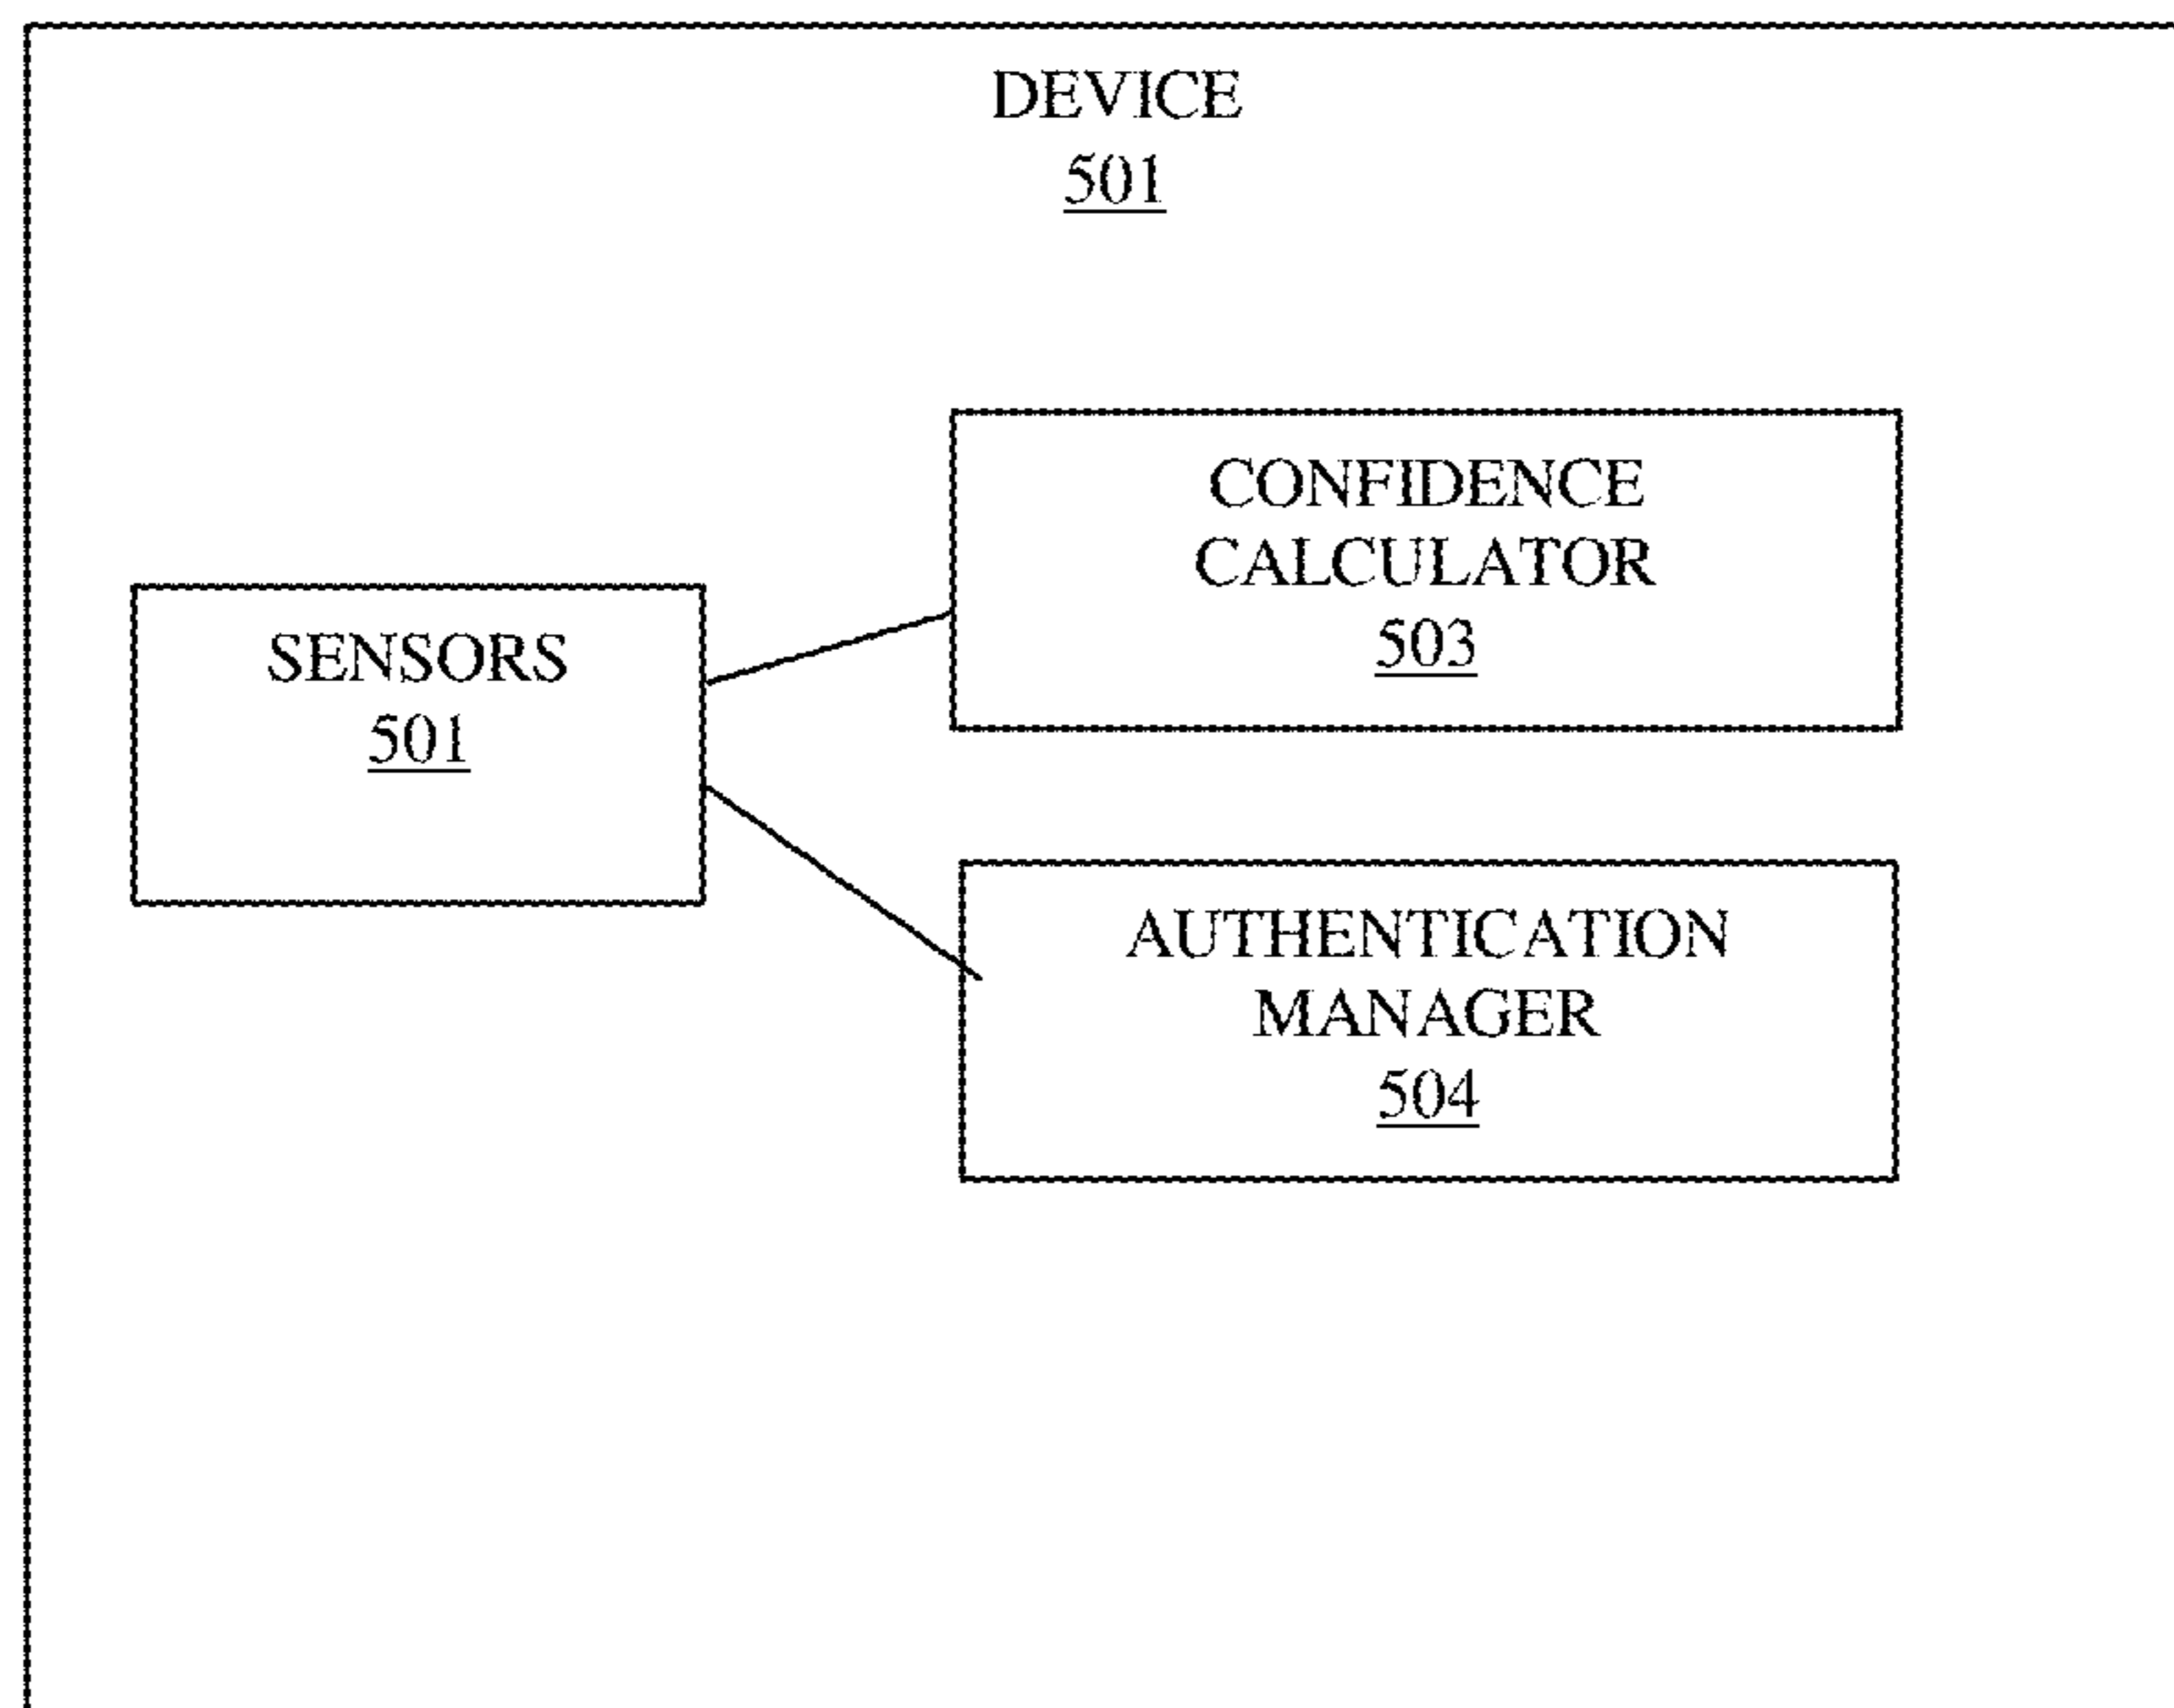 DEVICE
501
CONFIDENCE
CALCULATOR
503
SENSORS
501
AUTHENTICATION
MANAGER
504